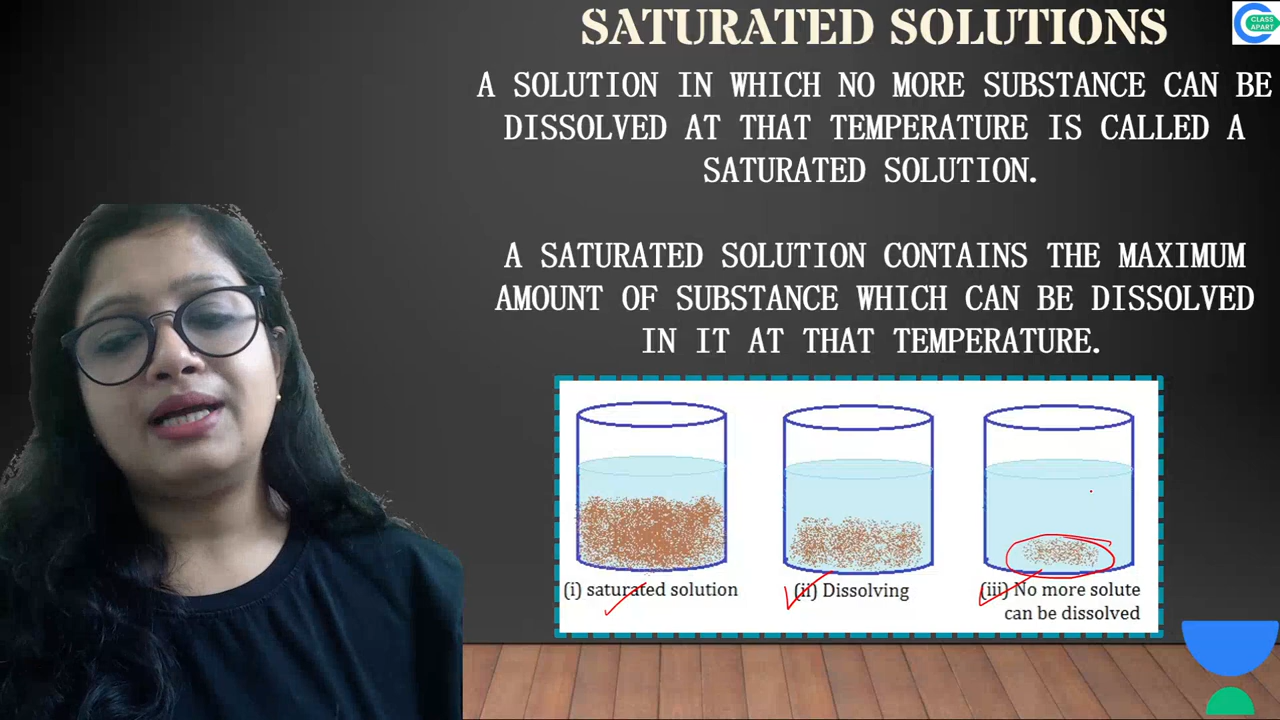 SATURATED SOLUTIONS
CLASS
APART
A SOLUTION IN WHICH NO MORE SUBSTANCE CAN BE
DISSOLVED AT THAT TEMPERATURE IS CALLED A
SATURATED SOLUTION.
A SATURATED SOLUTION CONTAINS THE MAXIMUM
AMOUNT OF SUBSTANCE WHICH CAN BE DISSOLVED
IN IT AT THAT TEMPERATURE.
(i) saturated solution
(ii) Dissolving
(iii) No more solute
can be dissolved